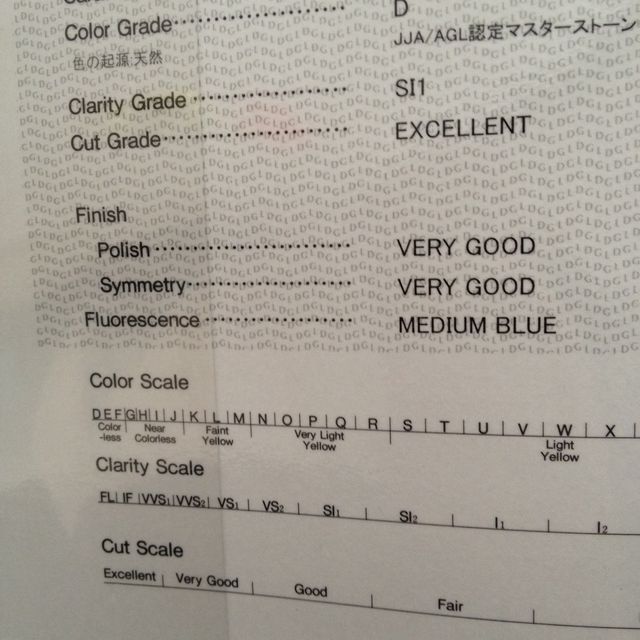 D
Color Grade
JJA/AGL認定マスターストーン
色の起源:天然
Clarity Grade SI1
Cut Grade EXCELLENT
Finish
Polish VERY GOOD
Symmetry VERY GOOD
Fluorescence MEDIUM BLUE
Color Scale
D E F G H I J K L M N O P Q R S T U V W X
Color -less Near Colorless Faint Yellow Very Light Yellow Light Yellow
Clarity Scale
FL IF VVS1 VVS2 VS1 VS2 SI1 SI2 I1 I2
Cut Scale
Excellent Very Good Good Fair